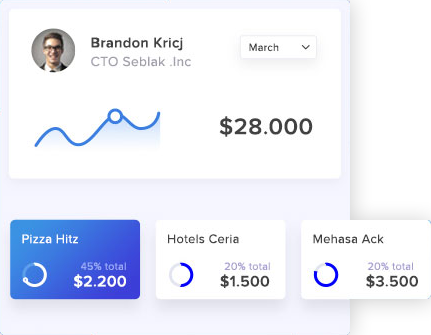 Brandon Kricj
CTO Seblak .Inc
March
$28.000
Pizza Hitz
45% total
$2.200
Hotels Ceria
20% total
$1.500
Mehasa Ack
20% total
$3.500